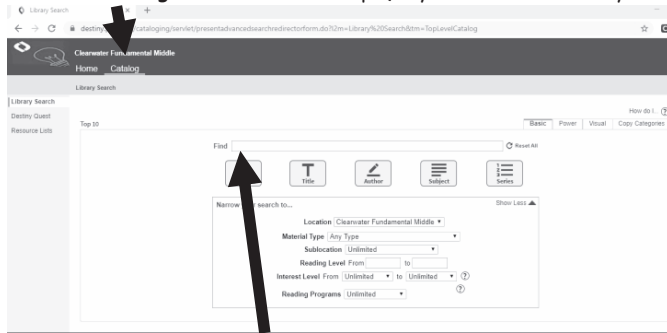 Library Search
destiny
/cataloging/servlet/presentadvancedsearchredirectorform.do?l2m=Library%20Search&tm=TopLevelCatalog
Clearwater Fundamental Middle
Home Catalog
Library Search
Library Search
How do I... ?
Destiny Quest
Top 10
Basic Power Visual Copy Categories
Resource Lists
Find
Reset All
Title Author Subject Series
Narrow your search to...
Show Less
Location Clearwater Fundamental Middle
Material Type Any Type
Sublocation Unlimited
Reading Level From to
Interest Level From Unlimited to Unlimited ?
Reading Programs Unlimited ?